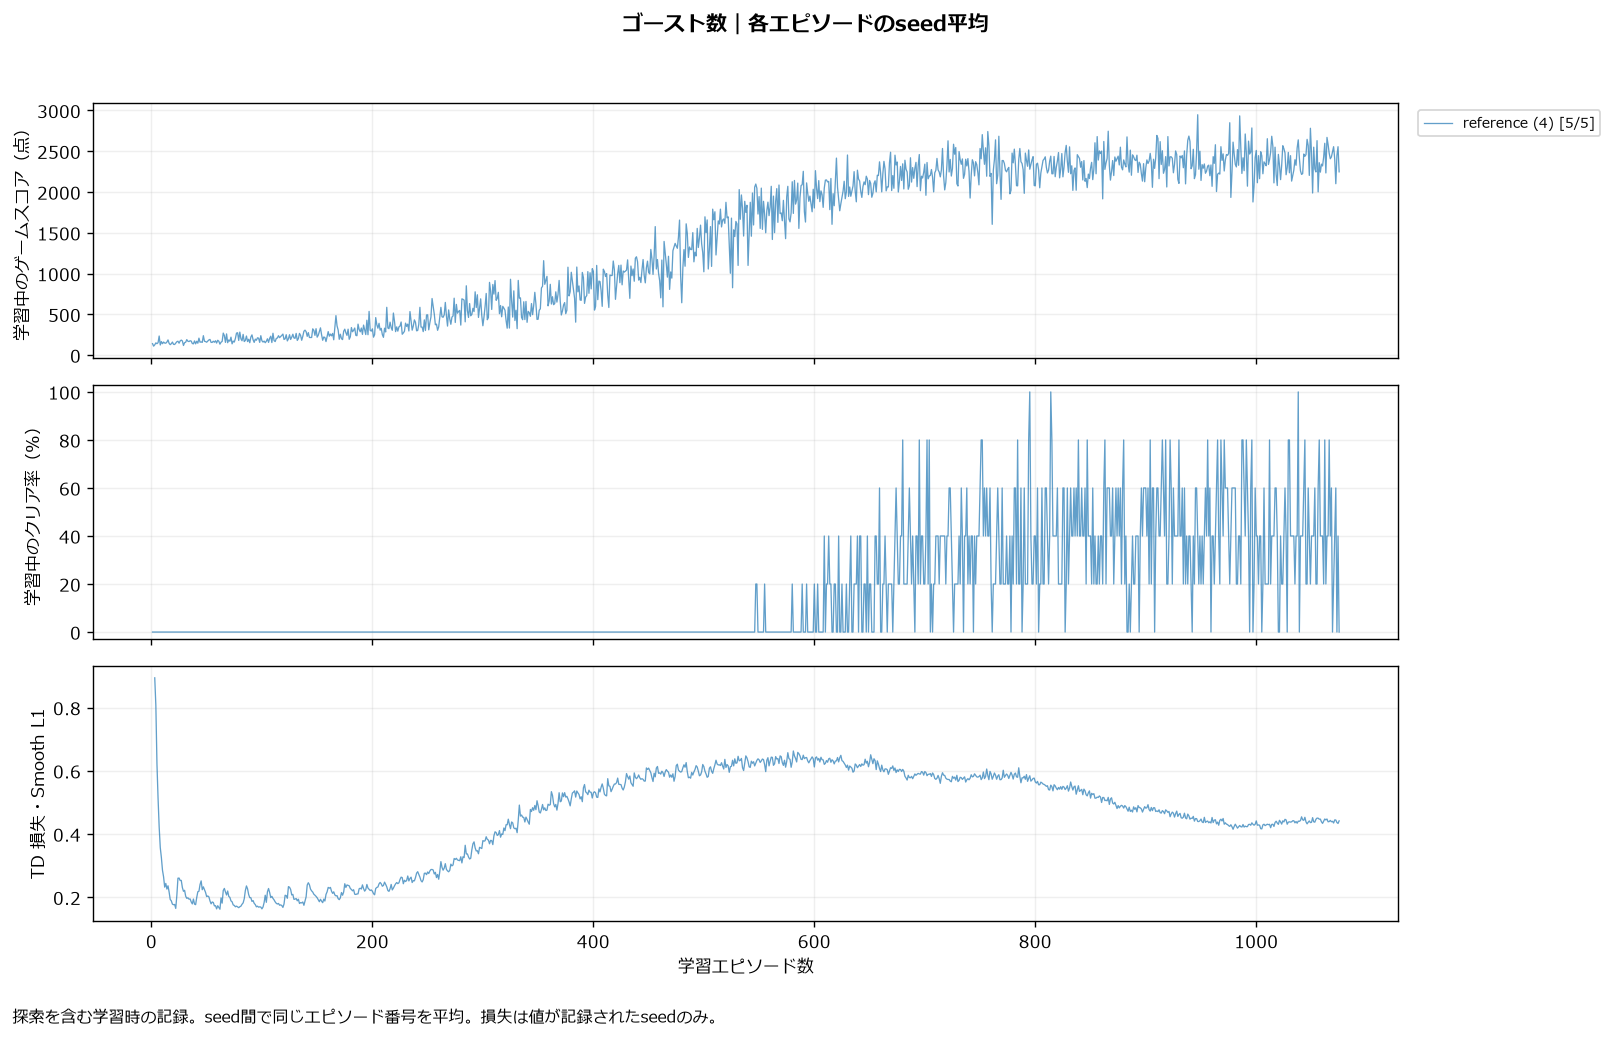 ゴースト数｜各エピソードのseed平均
3000
2500
2000
1500
1000
500
0
学習中のゲームスコア（点）
reference (4) [5/5]
100
80
60
40
20
0
学習中のクリア率（%）
0.8
0.6
0.4
0.2
TD 損失・Smooth L1
0 200 400 600 800 1000
学習エピソード数
探索を含む学習時の記録。seed間で同じエピソード番号を平均。損失は値が記録されたseedのみ。